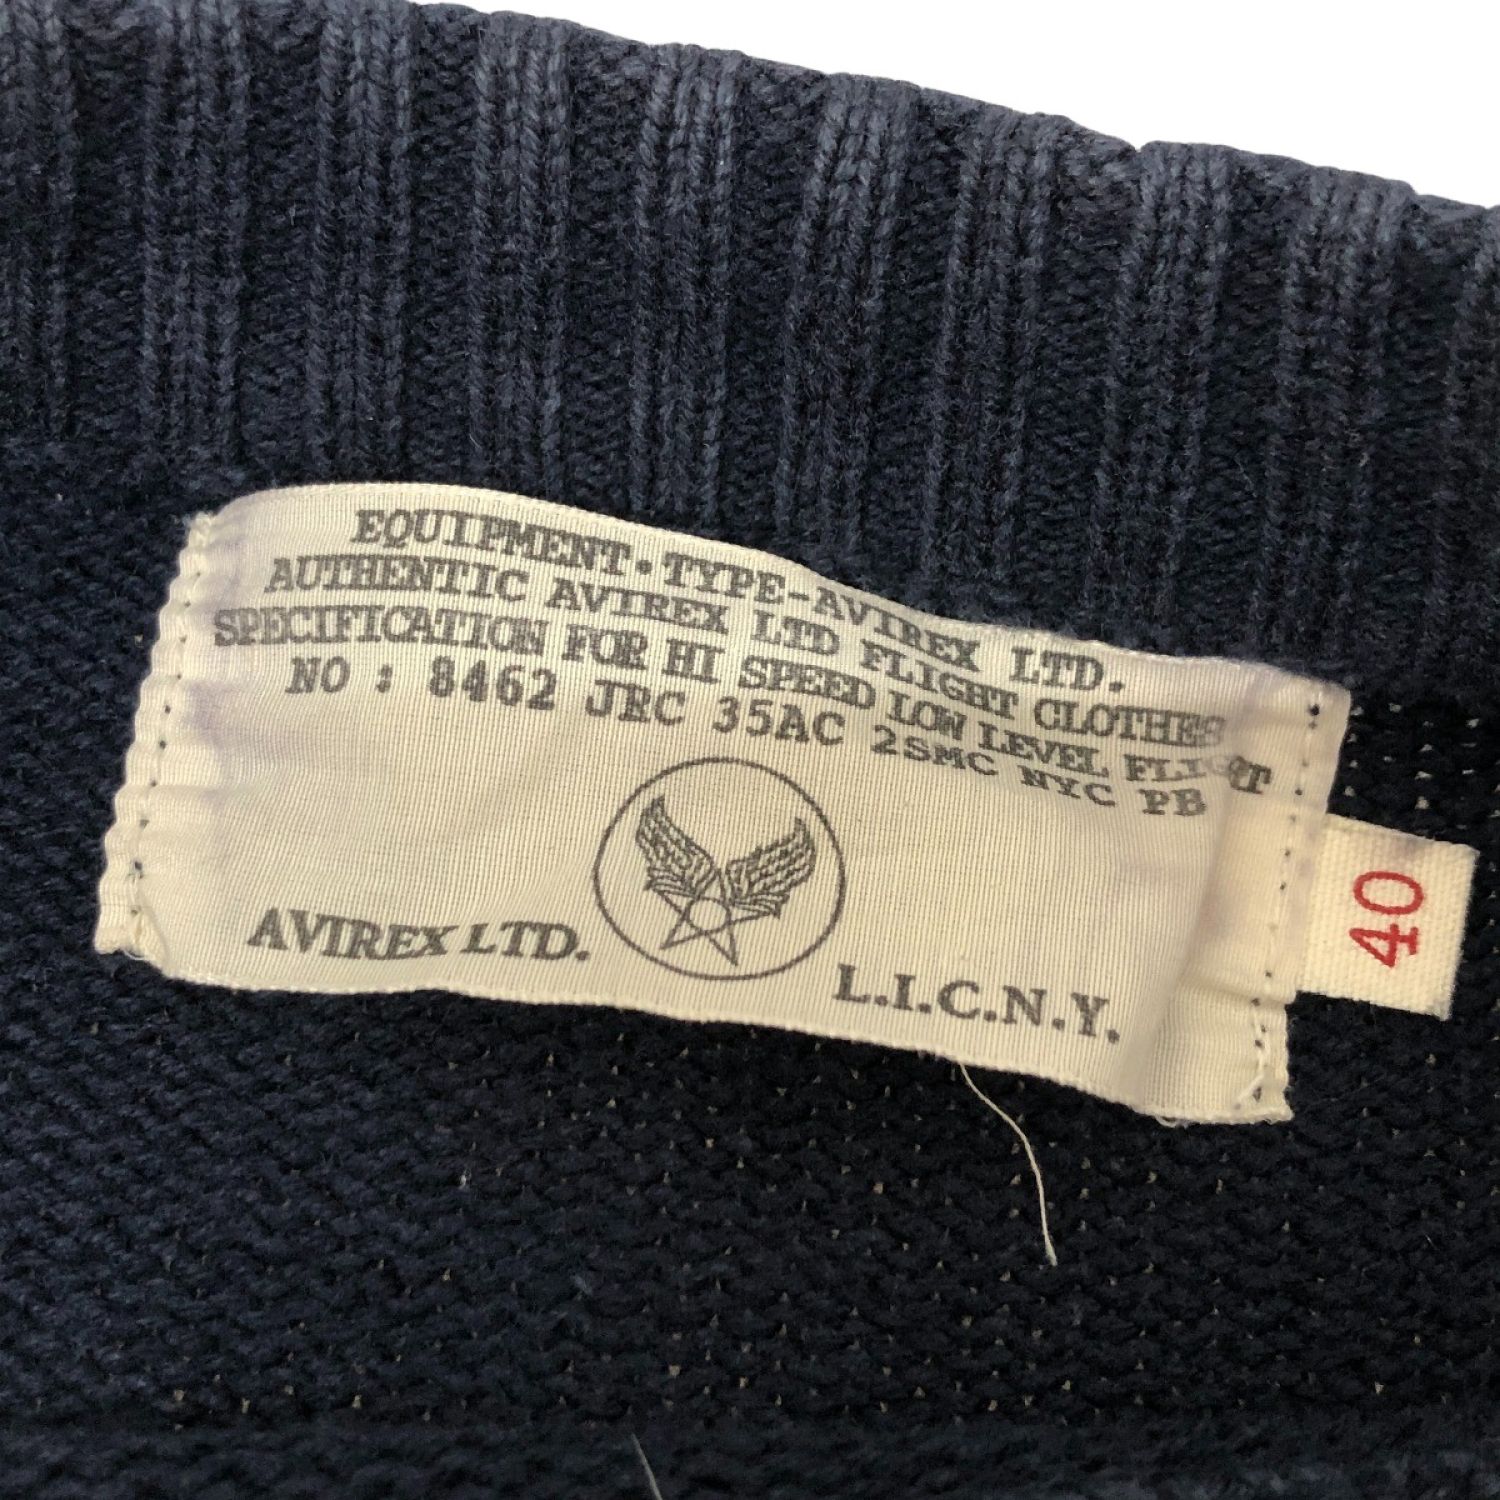 EQUIPMENT. TYPE-AVIREX LTD.
AUTHENTIC AVIREX LTD FLIGHT CLOTHES
SPECIFICATION FOR HI SPEED LOW LEVEL FLIGHT
NO : 8462 JRC 35AC 2SMC NYC PB
AVIREX LTD.
L.I.C.N.Y.
40